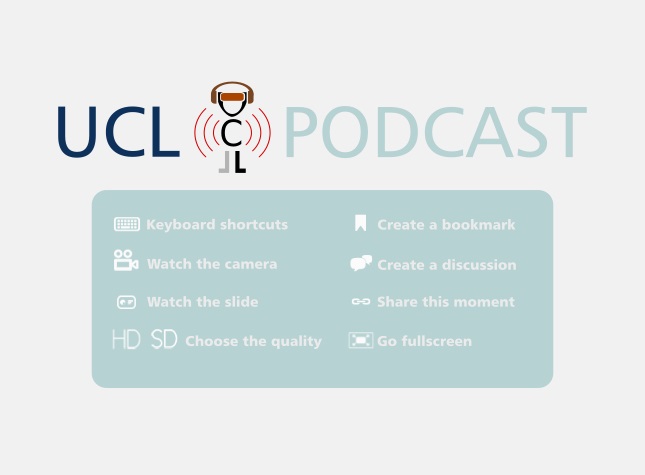 UCL PODCAST
Keyboard shortcuts
Watch the camera
Watch the slide
HD SD Choose the quality
Create a bookmark
Create a discussion
Share this moment
Go fullscreen